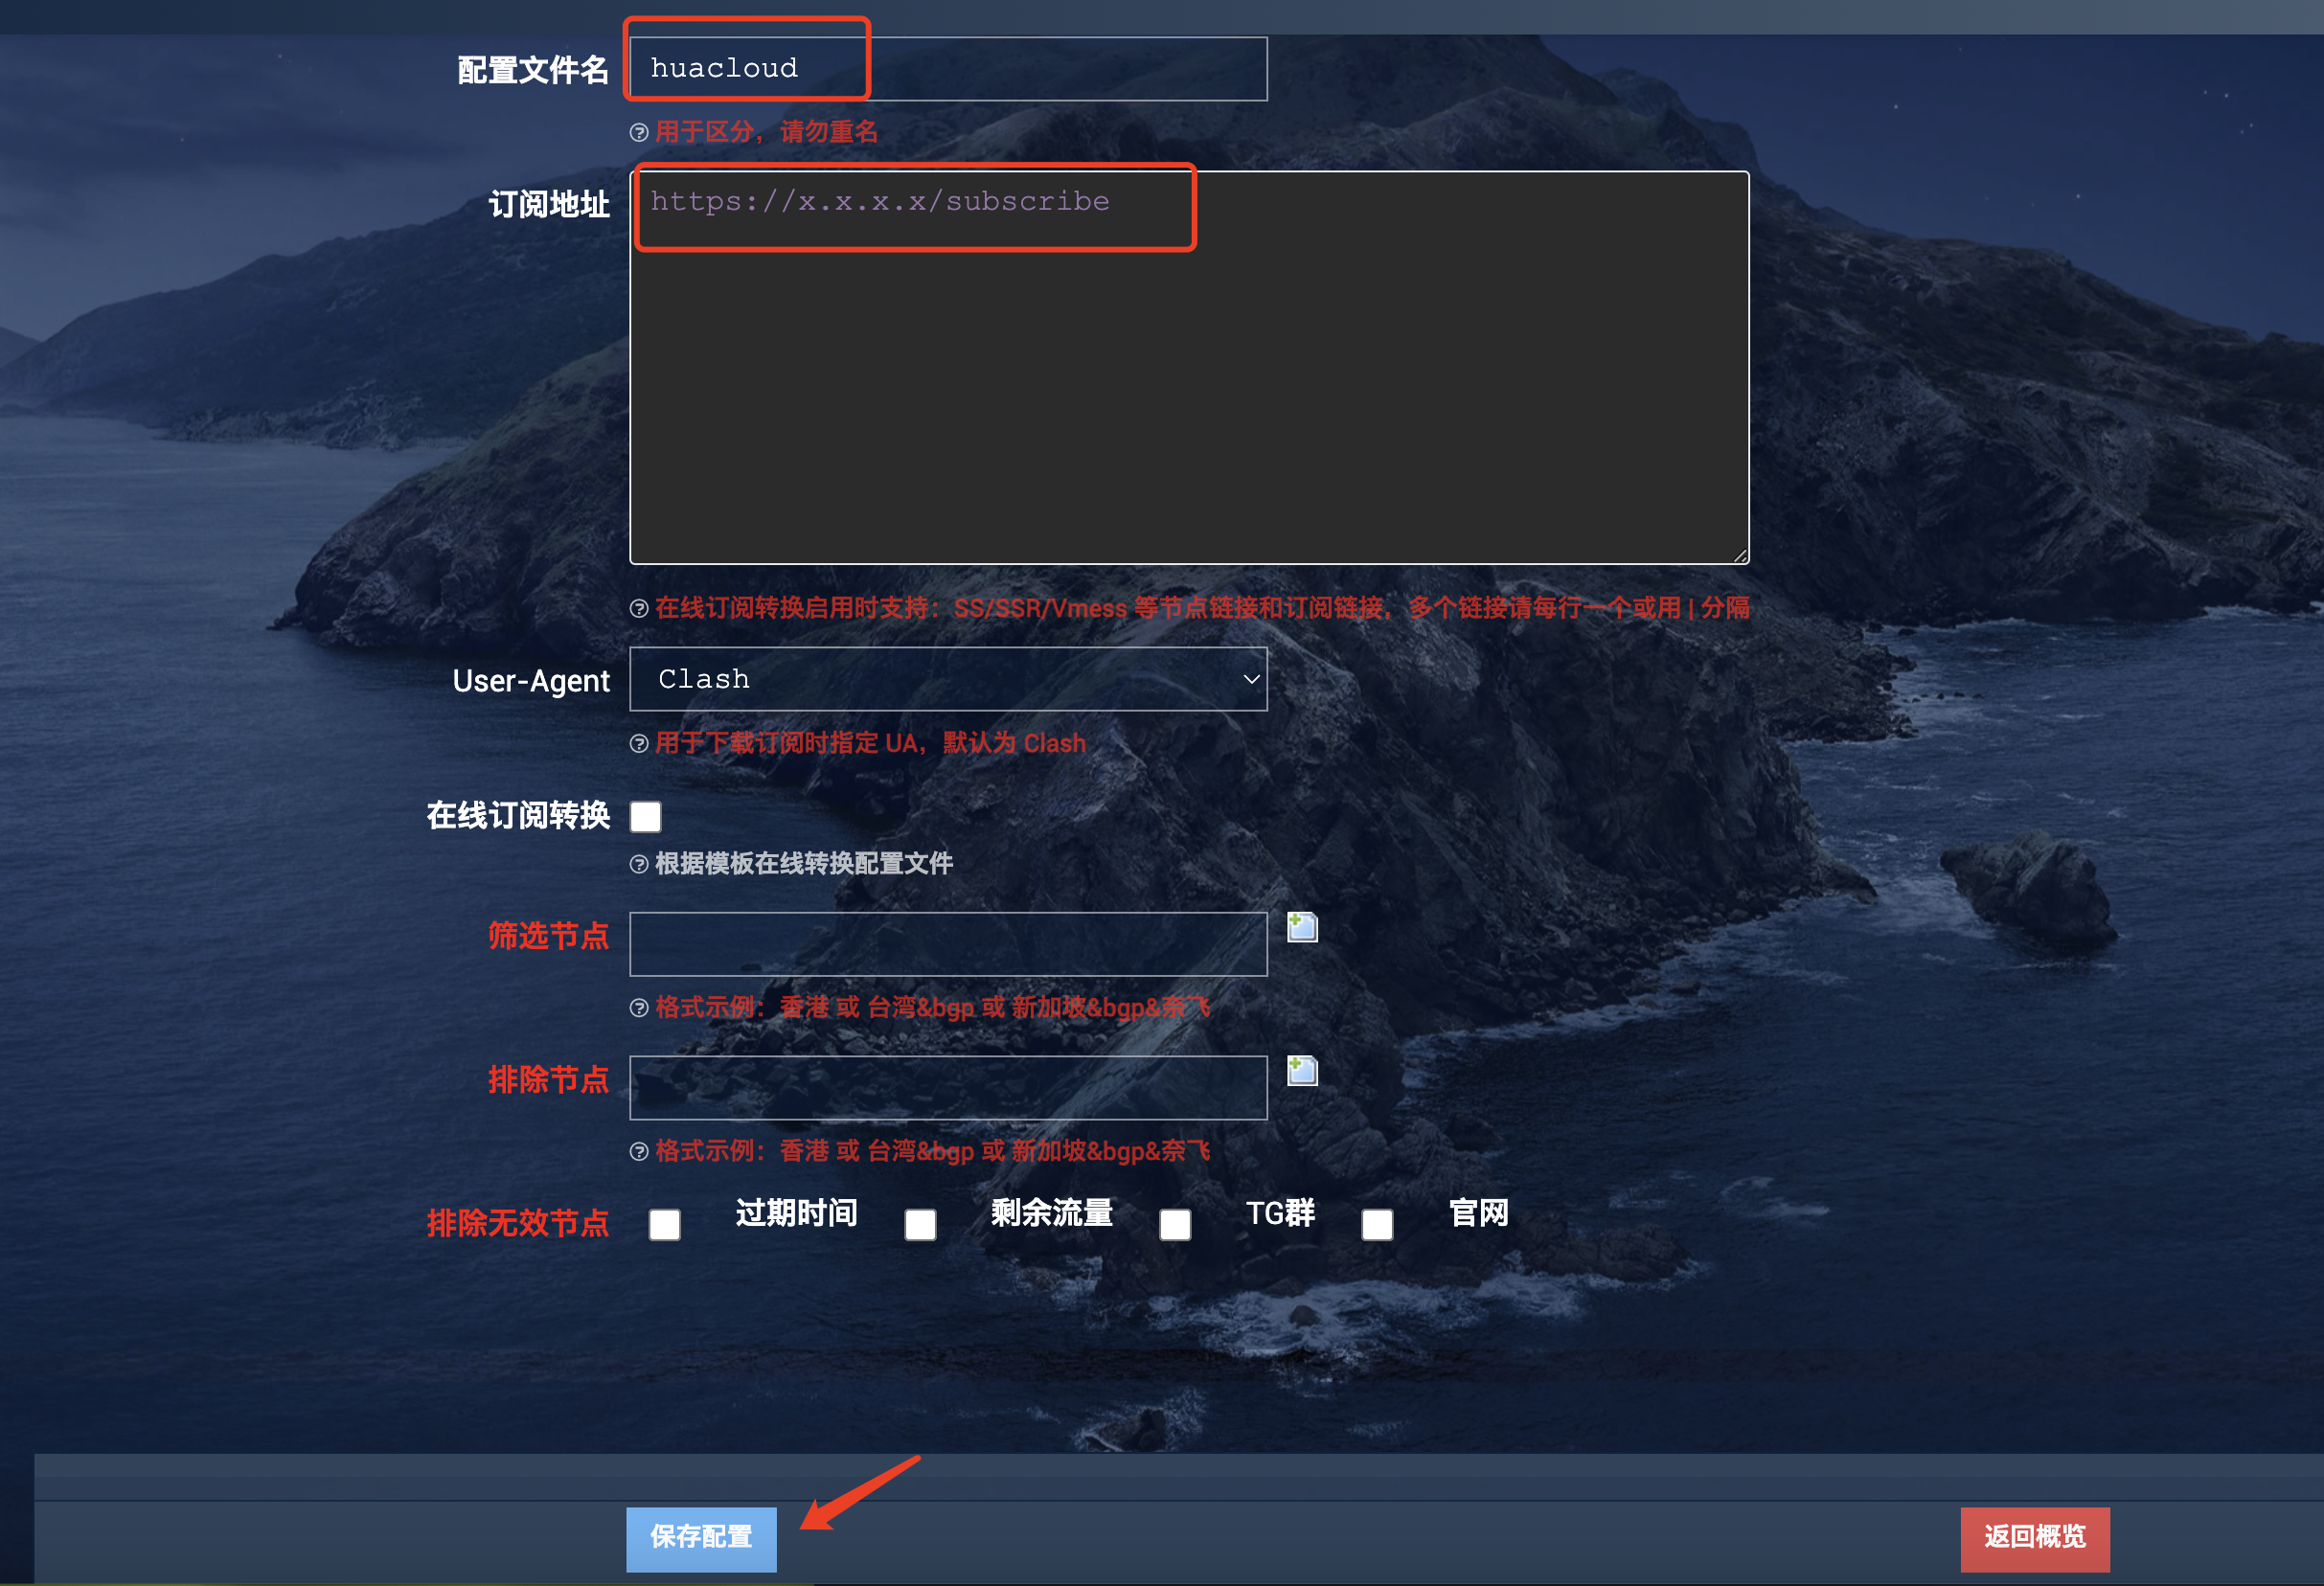 配置文件名 huacloud
用于区分，请勿重名
订阅地址 https://x.x.x.x/subscribe
在线订阅转换启用时支持：SS/SSR/Vmess 等节点链接和订阅链接，多个链接请每行一个或用 | 分隔
User-Agent Clash
用于下载订阅时指定 UA，默认为 Clash
在线订阅转换
根据模板在线转换配置文件
筛选节点
格式示例：香港 或 台湾&bgp 或 新加坡&bgp&奈飞
排除节点
格式示例：香港 或 台湾&bgp 或 新加坡&bgp&奈飞
排除无效节点 过期时间 剩余流量 TG群 官网
保存配置 返回概览